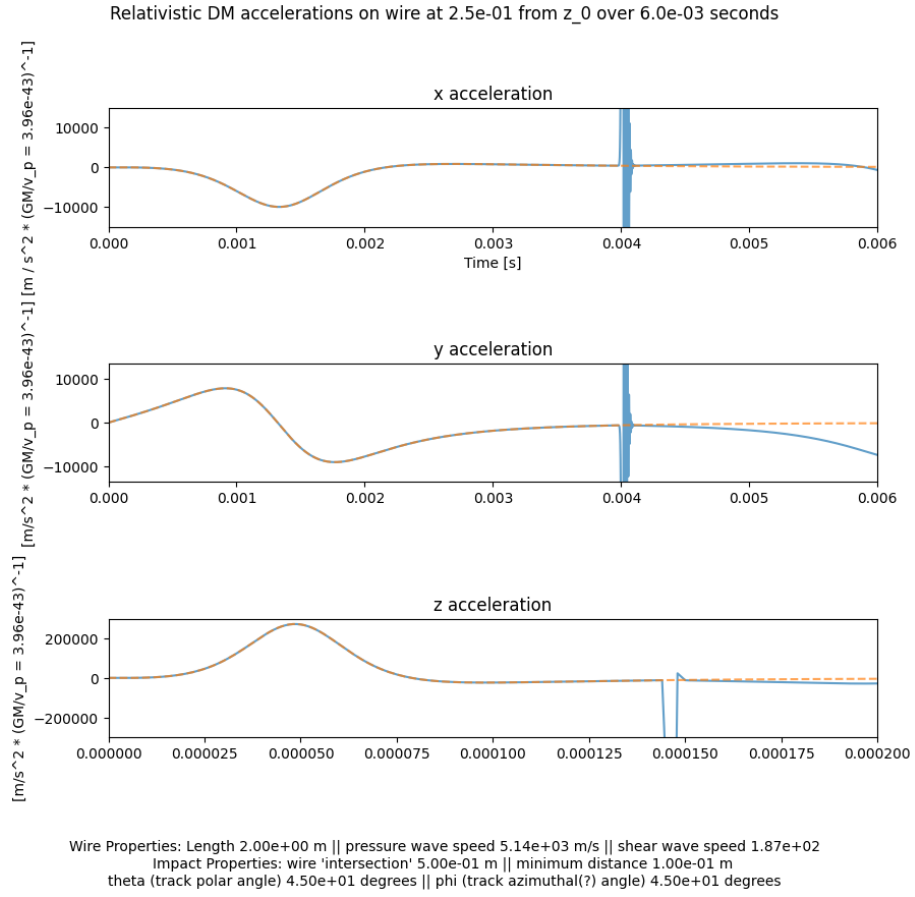 Relativistic DM accelerations on wire at 2.5e-01 from z_0 over 6.0e-03 seconds
x acceleration
[m / s^2 * (GM/v_p = 3.96e-43)^-1]
10000
0
−10000
0.000 0.001 0.002 0.003 0.004 0.005 0.006
Time [s]
y acceleration
[m/s^2 * (GM/v_p = 3.96e-43)^-1]
10000
0
−10000
0.000 0.001 0.002 0.003 0.004 0.005 0.006
z acceleration
[m/s^2 * (GM/v_p = 3.96e-43)^-1]
200000
0
−200000
0.000000 0.000025 0.000050 0.000075 0.000100 0.000125 0.000150 0.000175 0.000200
Wire Properties: Length 2.00e+00 m || pressure wave speed 5.14e+03 m/s || shear wave speed 1.87e+02
Impact Properties: wire 'intersection' 5.00e-01 m || minimum distance 1.00e-01 m
theta (track polar angle) 4.50e+01 degrees || phi (track azimuthal(?) angle) 4.50e+01 degrees